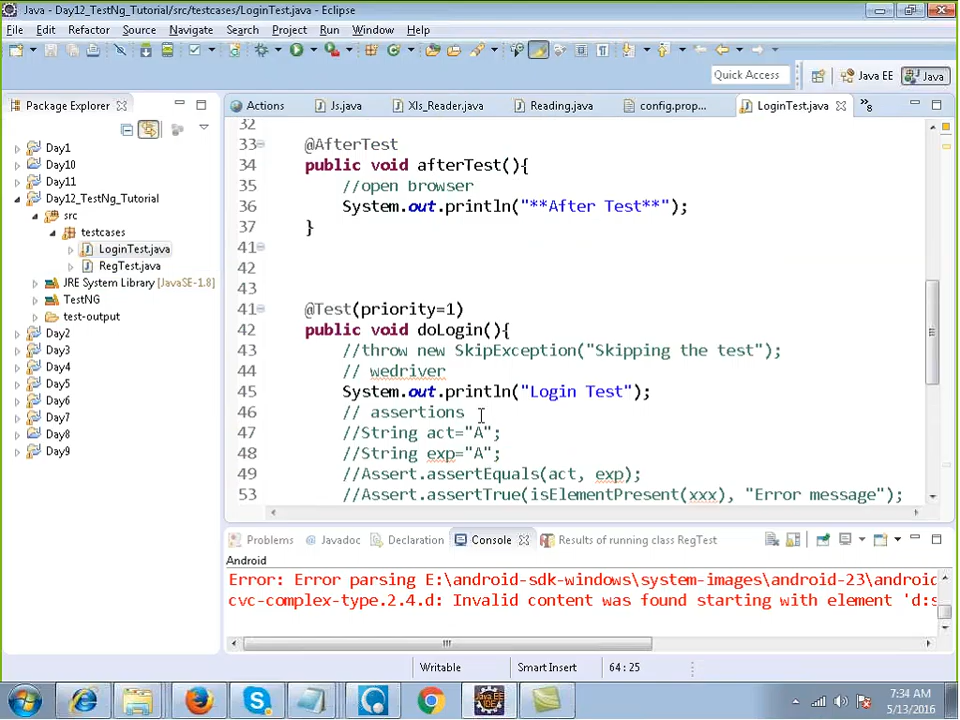 Java - Day12_TestNg_Tutorial/src/testcases/LoginTest.java - Eclipse
File Edit Refactor Source Navigate Search Project Run Window Help
Quick Access Java EE Java
Package Explorer
Actions Js.java Xls_Reader.java Reading.java config.prop... LoginTest.java »8
Day1
Day10
Day11
Day12_TestNg_Tutorial
src
testcases
LoginTest.java
RegTest.java
JRE System Library [JavaSE-1.8]
TestNG
test-output
Day2
Day3
Day4
Day5
Day6
Day7
Day8
Day9
32
33 @AfterTest
34 public void afterTest(){
35 //open browser
36 System.out.println("**After Test**");
37 }
41
42
43
41 @Test(priority=1)
42 public void doLogin(){
43 //throw new SkipException("Skipping the test");
44 // wedriver
45 System.out.println("Login Test");
46 // assertions
47 //String act="A";
48 //String exp="A";
49 //Assert.assertEquals(act, exp);
53 //Assert.assertTrue(isElementPresent(xxx), "Error message");
Problems Javadoc Declaration Console Results of running class RegTest
Android
Error: Error parsing E:\android-sdk-windows\system-images\android-23\android
cvc-complex-type.2.4.d: Invalid content was found starting with element 'd:s
Writable Smart Insert 64 : 25
7:34 AM
5/13/2016